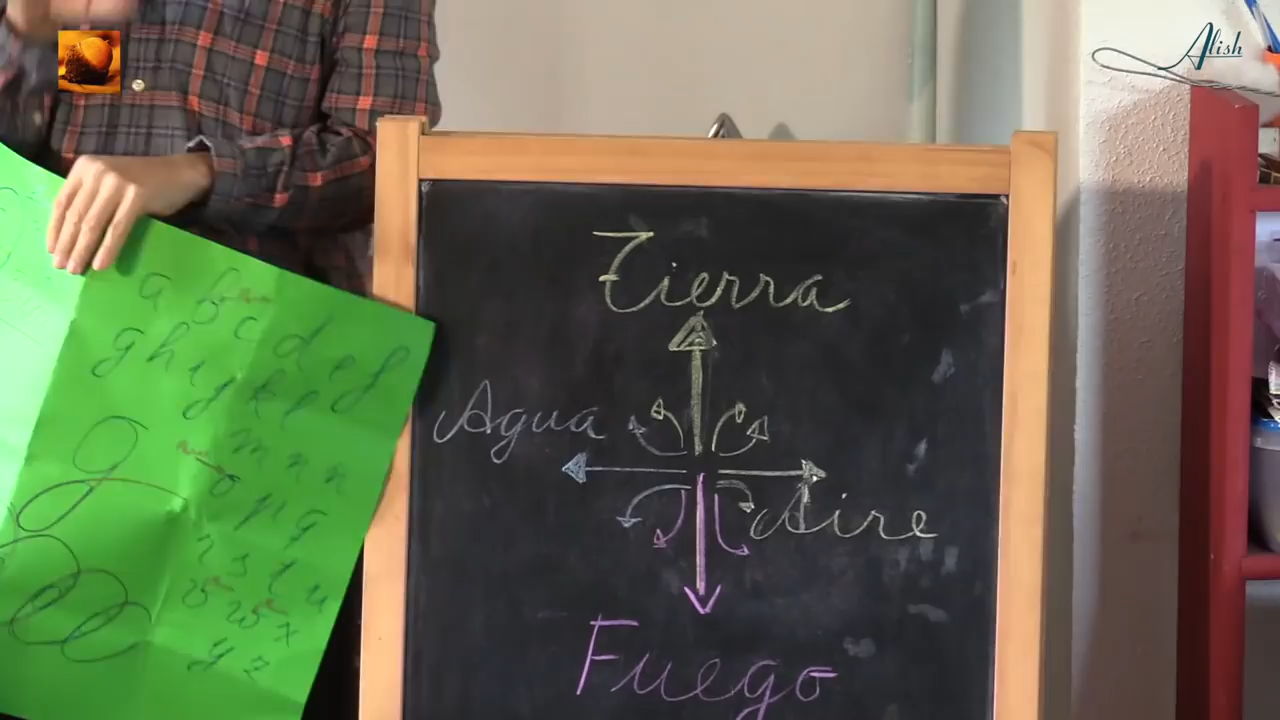 Alish
Tierra
Agua
Aire
Fuego
a b c d e f
g h i j k l
m n ñ
o p q
r s t u
v w x
y z
g